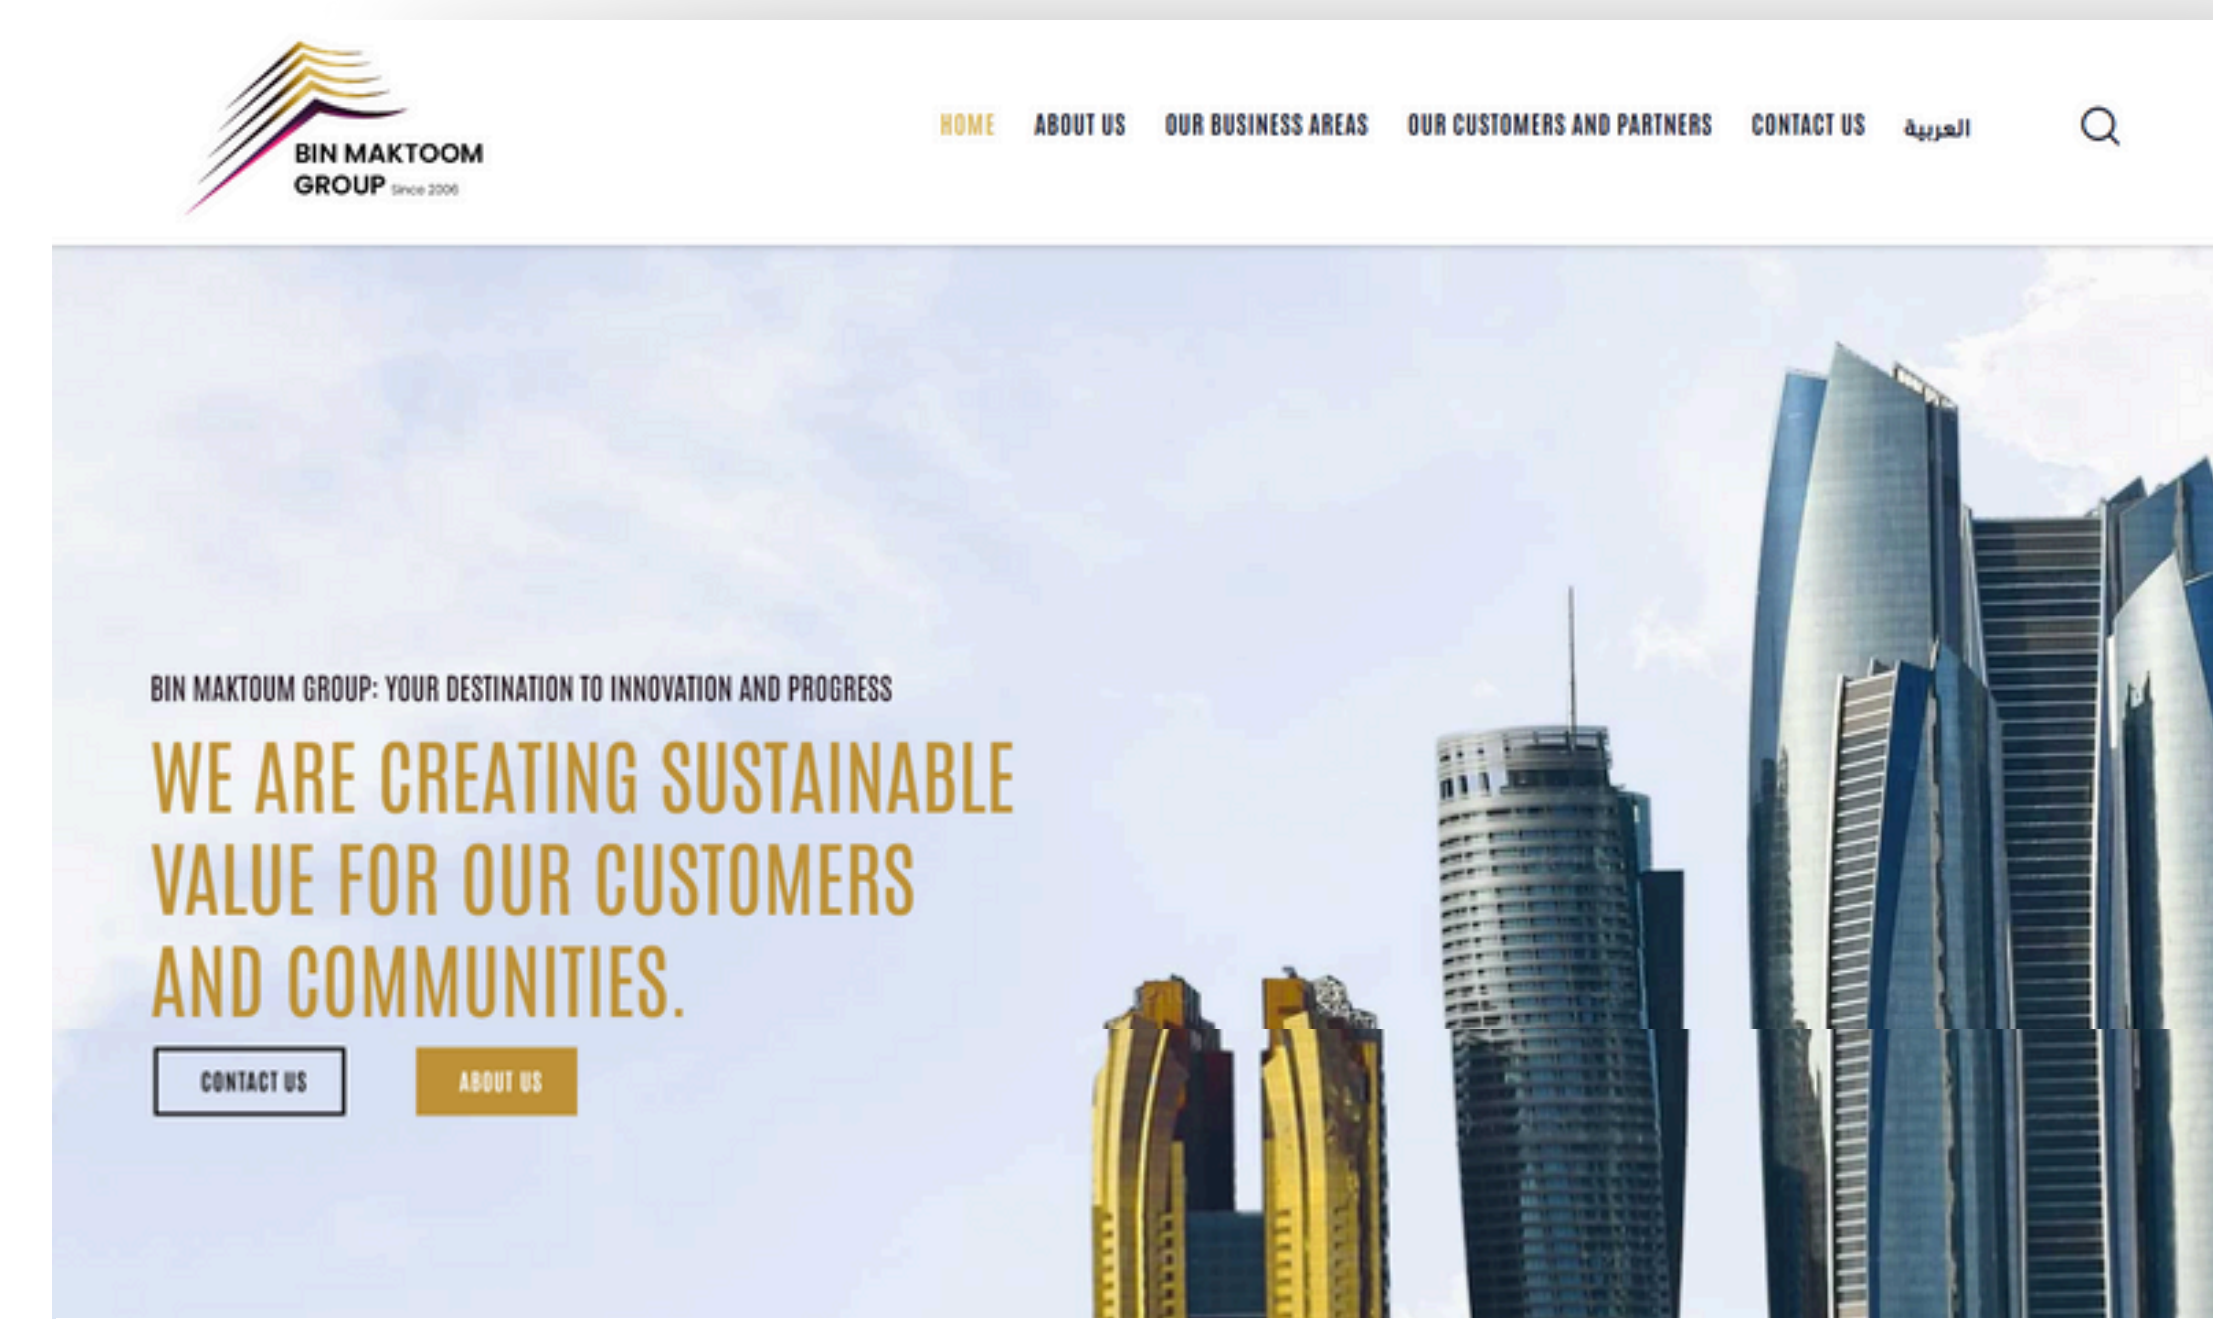 BIN MAKTOOM
GROUP Since 2006
HOME ABOUT US OUR BUSINESS AREAS OUR CUSTOMERS AND PARTNERS CONTACT US العربية
BIN MAKTOUM GROUP: YOUR DESTINATION TO INNOVATION AND PROGRESS
WE ARE CREATING SUSTAINABLE
VALUE FOR OUR CUSTOMERS
AND COMMUNITIES.
CONTACT US ABOUT US